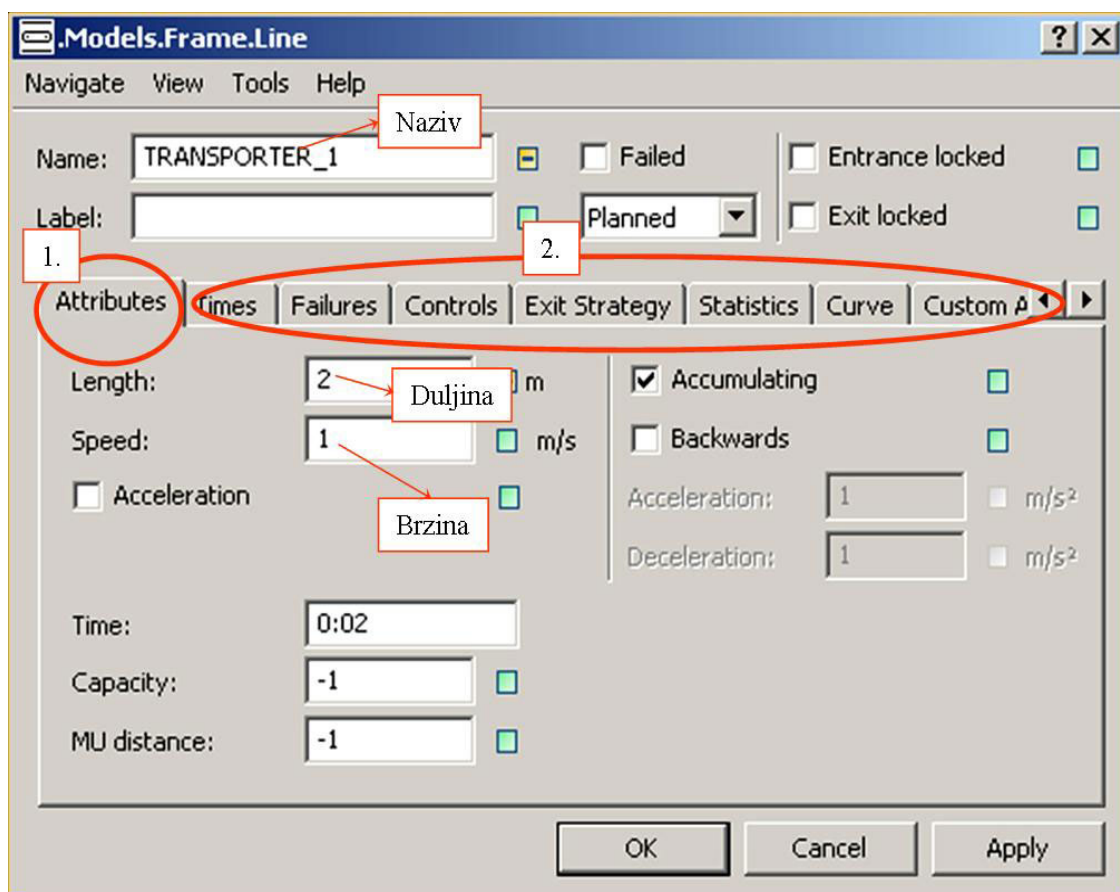 .Models.Frame.Line
Navigate View Tools Help
Naziv
Name: TRANSPORTER_1 Failed Entrance locked
Label: Planned Exit locked
1. 2.
Attributes Times Failures Controls Exit Strategy Statistics Curve Custom A
Length: 2 m Accumulating
Duljina
Speed: 1 m/s Backwards
Acceleration Acceleration: 1 m/s²
Brzina
Deceleration: 1 m/s²
Time: 0:02
Capacity: -1
MU distance: -1
OK Cancel Apply